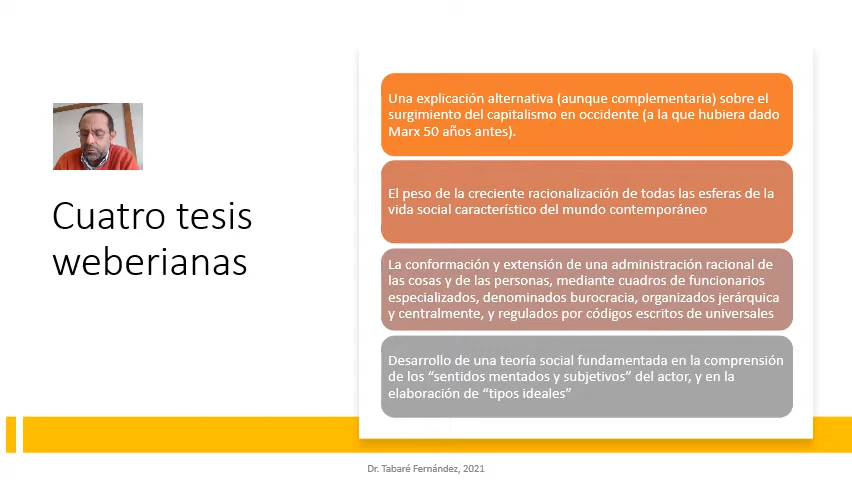 Cuatro tesis
weberianas
Una explicación alternativa (aunque complementaria) sobre el
surgimiento del capitalismo en occidente (a la que hubiera dado
Marx 50 años antes).
El peso de la creciente racionalización de todas las esferas de la
vida social característico del mundo contemporáneo
La conformación y extensión de una administración racional de
las cosas y de las personas, mediante cuadros de funcionarios
especializados, denominados burocracia, organizados jerárquica
y centralmente, y regulados por códigos escritos de universales
Desarrollo de una teoría social fundamentada en la comprensión
de los “sentidos mentados y subjetivos” del actor, y en la
elaboración de “tipos ideales”
Dr. Tabaré Fernández, 2021